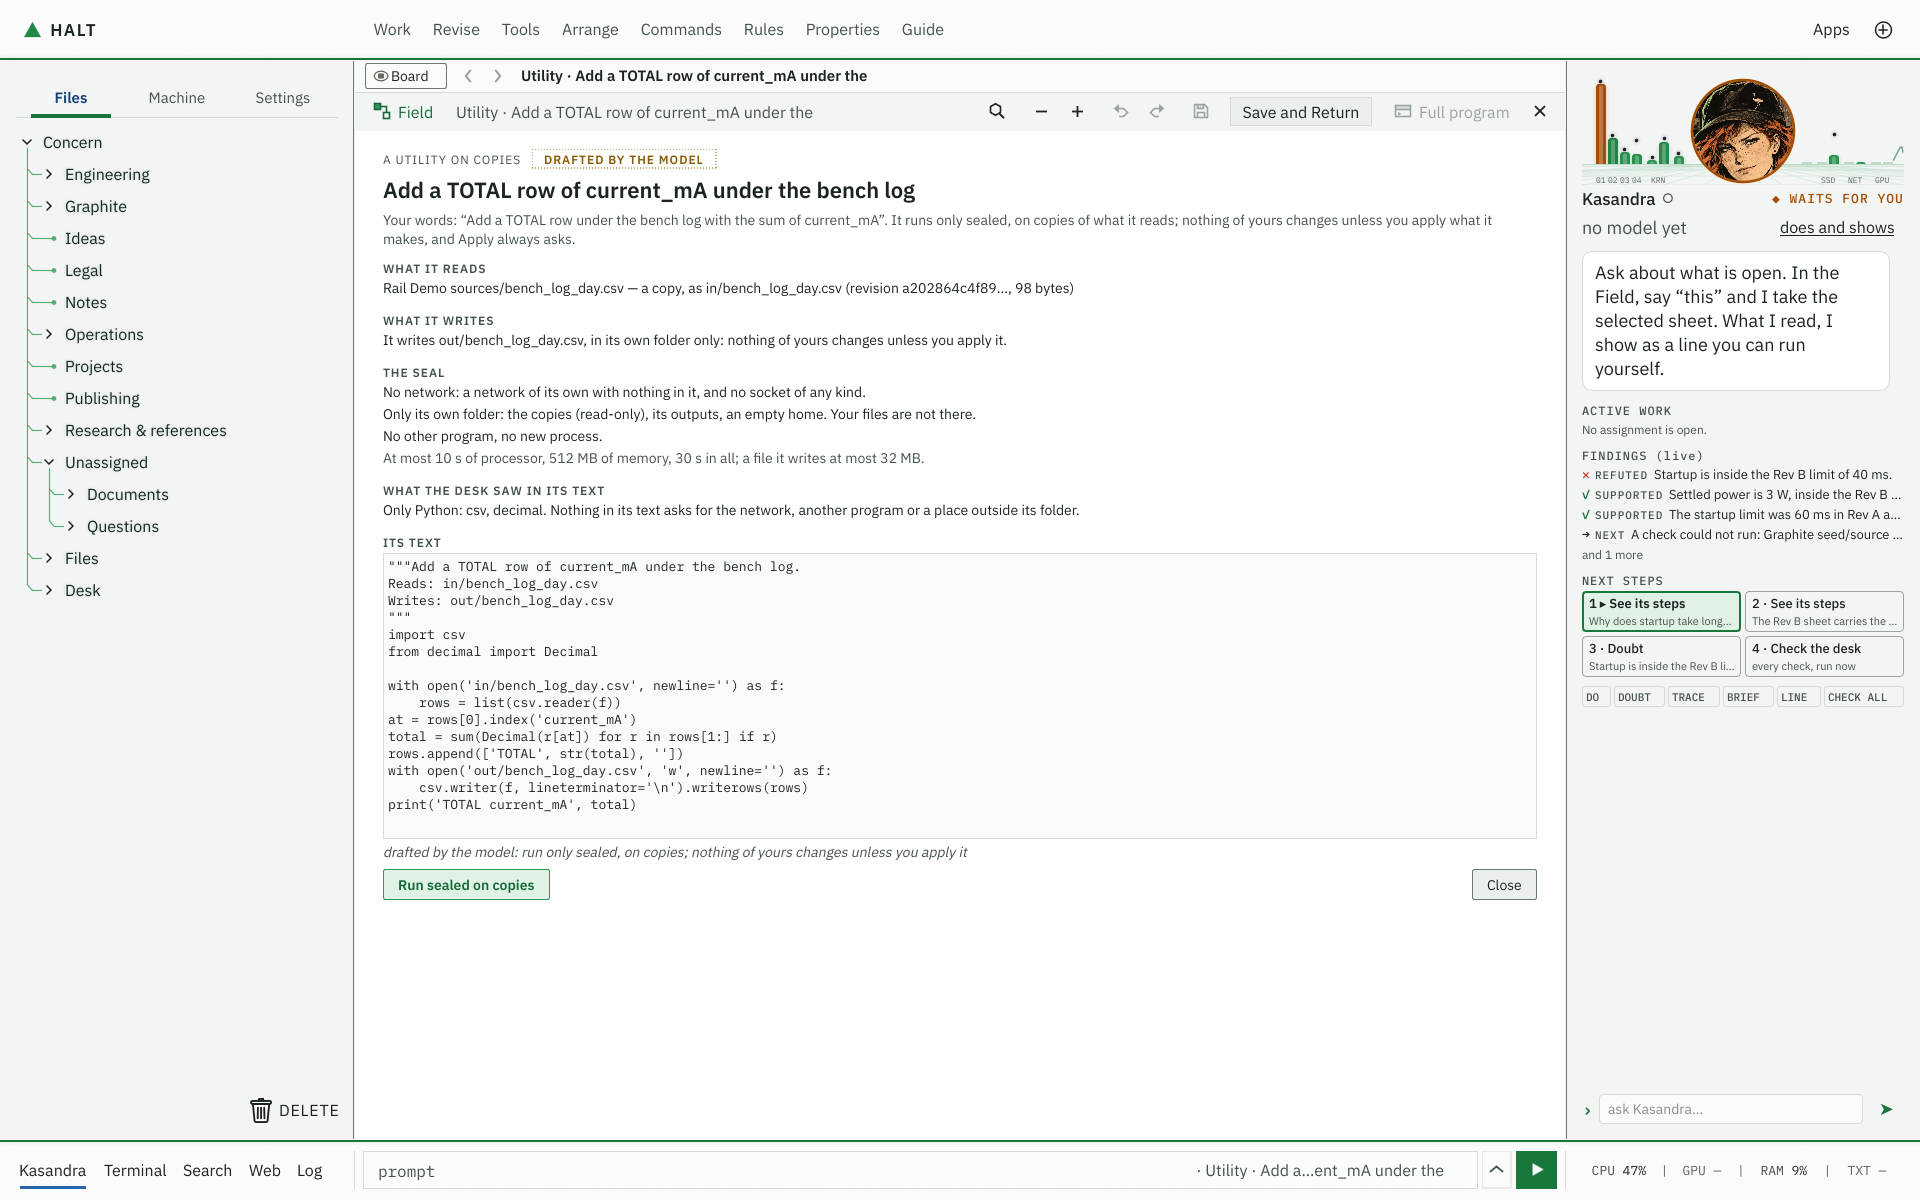 HALT
Work Revise Tools Arrange Commands Rules Properties Guide
Apps
Files Machine Settings
Concern
Engineering
Graphite
Ideas
Legal
Notes
Operations
Projects
Publishing
Research & references
Unassigned
Documents
Questions
Files
Desk
DELETE
Board
Utility · Add a TOTAL row of current_mA under the
Field Utility · Add a TOTAL row of current_mA under the
Save and Return Full program
A UTILITY ON COPIES DRAFTED BY THE MODEL
Add a TOTAL row of current_mA under the bench log
Your words: “Add a TOTAL row under the bench log with the sum of current_mA”. It runs only sealed, on copies of what it reads; nothing of yours changes unless you apply what it
makes, and Apply always asks.
WHAT IT READS
Rail Demo sources/bench_log_day.csv — a copy, as in/bench_log_day.csv (revision a202864c4f89…, 98 bytes)
WHAT IT WRITES
It writes out/bench_log_day.csv, in its own folder only: nothing of yours changes unless you apply it.
THE SEAL
No network: a network of its own with nothing in it, and no socket of any kind.
Only its own folder: the copies (read-only), its outputs, an empty home. Your files are not there.
No other program, no new process.
At most 10 s of processor, 512 MB of memory, 30 s in all; a file it writes at most 32 MB.
WHAT THE DESK SAW IN ITS TEXT
Only Python: csv, decimal. Nothing in its text asks for the network, another program or a place outside its folder.
ITS TEXT
"""Add a TOTAL row of current_mA under the bench log.
Reads: in/bench_log_day.csv
Writes: out/bench_log_day.csv
"""
import csv
from decimal import Decimal
with open('in/bench_log_day.csv', newline='') as f:
    rows = list(csv.reader(f))
at = rows[0].index('current_mA')
total = sum(Decimal(r[at]) for r in rows[1:] if r)
rows.append(['TOTAL', str(total), ''])
with open('out/bench_log_day.csv', 'w', newline='') as f:
    csv.writer(f, lineterminator='\n').writerows(rows)
print('TOTAL current_mA', total)
drafted by the model: run only sealed, on copies; nothing of yours changes unless you apply it
Run sealed on copies
Close
01 02 03 04 KRN SSD NET GPU
Kasandra ◆ WAITS FOR YOU
no model yet does and shows
Ask about what is open. In the
Field, say “this” and I take the
selected sheet. What I read, I
show as a line you can run
yourself.
ACTIVE WORK
No assignment is open.
FINDINGS (live)
✕ REFUTED Startup is inside the Rev B limit of 40 ms.
✓ SUPPORTED Settled power is 3 W, inside the Rev B …
✓ SUPPORTED The startup limit was 60 ms in Rev A a…
→ NEXT A check could not run: Graphite seed/source …
and 1 more
NEXT STEPS
1 ▸ See its steps
Why does startup take long…
2 · See its steps
The Rev B sheet carries the …
3 · Doubt
Startup is inside the Rev B li…
4 · Check the desk
every check, run now
DO DOUBT TRACE BRIEF LINE CHECK ALL
› ask Kasandra…
Kasandra Terminal Search Web Log
prompt
· Utility · Add a…ent_mA under the
CPU 47% | GPU — | RAM 9% | TXT —